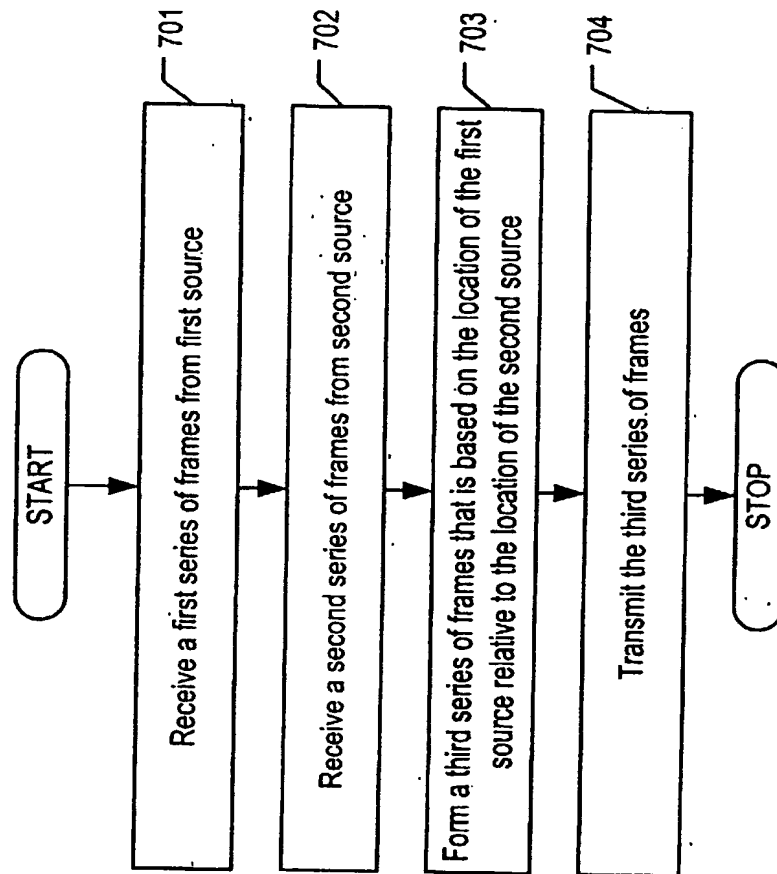 START
Receive a first series of frames from first source
701
Receive a second series of frames from second source
702
Form a third series of frames that is based on the location of the first
source relative to the location of the second source
703
Transmit the third series of frames
704
STOP